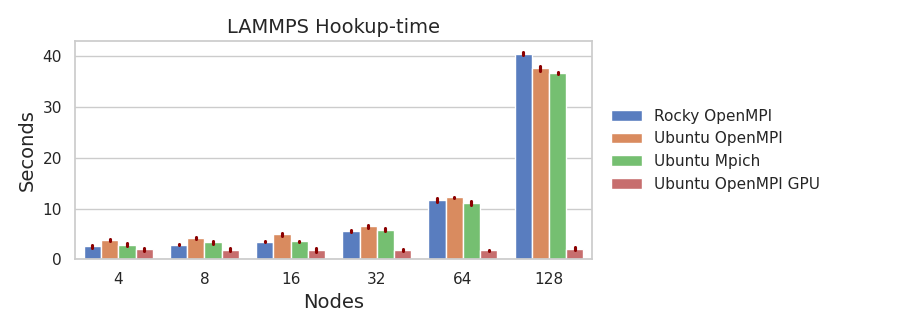 LAMMPS Hookup-time
Seconds
40
30
20
10
0
4 8 16 32 64 128
Nodes
Rocky OpenMPI
Ubuntu OpenMPI
Ubuntu Mpich
Ubuntu OpenMPI GPU